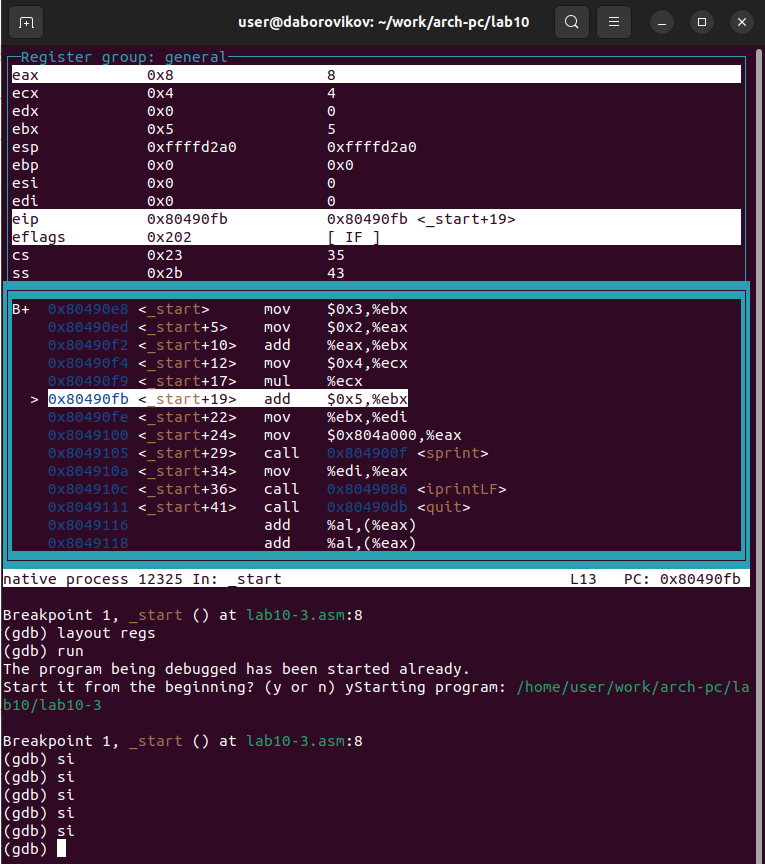 user@daborovikov: ~/work/arch-pc/lab10
Register group: general
eax 0x8 8
ecx 0x4 4
edx 0x0 0
ebx 0x5 5
esp 0xffffd2a0 0xffffd2a0
ebp 0x0 0x0
esi 0x0 0
edi 0x0 0
eip 0x80490fb 0x80490fb <_start+19>
eflags 0x202 [ IF ]
cs 0x23 35
ss 0x2b 43
B+ 0x80490e8 <_start> mov $0x3,%ebx
0x80490ed <_start+5> mov $0x2,%eax
0x80490f2 <_start+10> add %eax,%ebx
0x80490f4 <_start+12> mov $0x4,%ecx
0x80490f9 <_start+17> mul %ecx
> 0x80490fb <_start+19> add $0x5,%ebx
0x80490fe <_start+22> mov %ebx,%edi
0x8049100 <_start+24> mov $0x804a000,%eax
0x8049105 <_start+29> call 0x804900f <sprint>
0x804910a <_start+34> mov %edi,%eax
0x804910c <_start+36> call 0x8049086 <iprintLF>
0x8049111 <_start+41> call 0x80490db <quit>
0x8049116 add %al,(%eax)
0x8049118 add %al,(%eax)
native process 12325 In: _start L13 PC: 0x80490fb
Breakpoint 1, _start () at lab10-3.asm:8
(gdb) layout regs
(gdb) run
The program being debugged has been started already.
Start it from the beginning? (y or n) yStarting program: /home/user/work/arch-pc/la
b10/lab10-3
Breakpoint 1, _start () at lab10-3.asm:8
(gdb) si
(gdb) si
(gdb) si
(gdb) si
(gdb) si
(gdb)